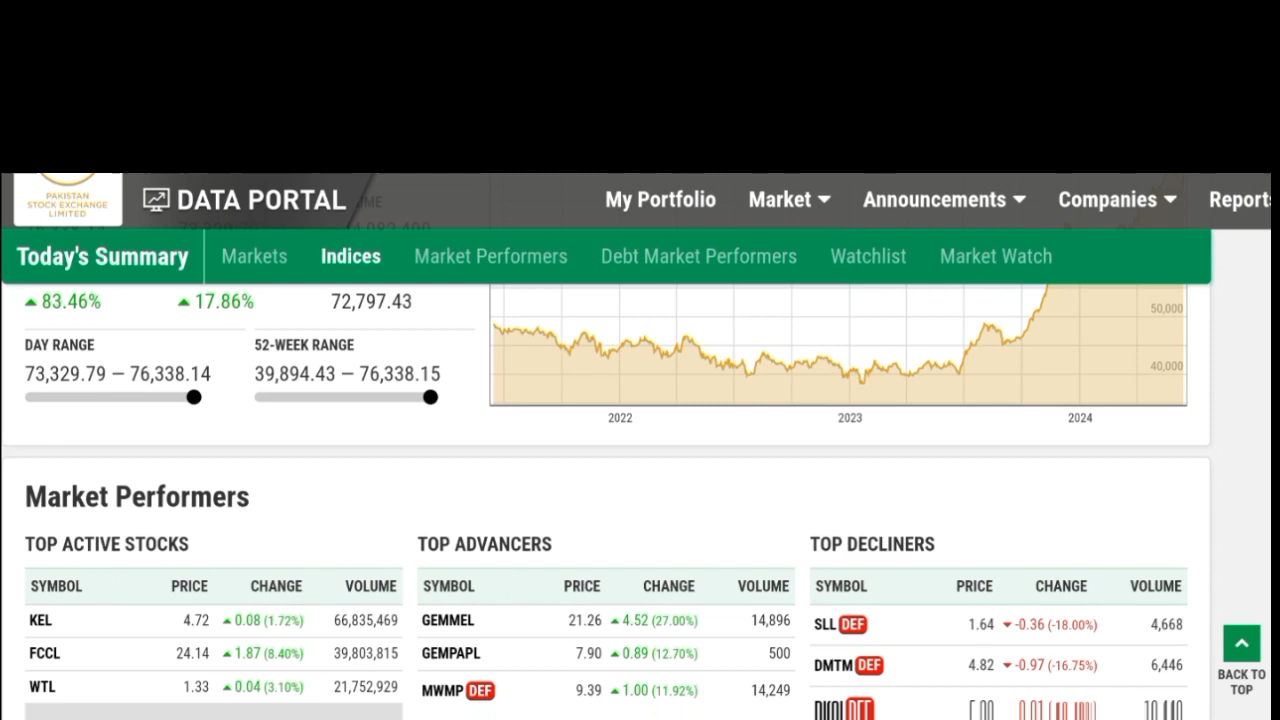 PAKISTAN
STOCK EXCHANGE
LIMITED
DATA PORTAL
My Portfolio Market Announcements Companies Reports
Today's Summary Markets Indices Market Performers Debt Market Performers Watchlist Market Watch
83.46% 17.86% 72,797.43
DAY RANGE 52-WEEK RANGE
73,329.79 — 76,338.14 39,894.43 — 76,338.15
50,000
40,000
2022 2023 2024
Market Performers
TOP ACTIVE STOCKS
SYMBOL PRICE CHANGE VOLUME
KEL 4.72 0.08 (1.72%) 66,835,469
FCCL 24.14 1.87 (8.40%) 39,803,815
WTL 1.33 0.04 (3.10%) 21,752,929
TOP ADVANCERS
SYMBOL PRICE CHANGE VOLUME
GEMMEL 21.26 4.52 (27.00%) 14,896
GEMPAPL 7.90 0.89 (12.70%) 500
MWMP DEF 9.39 1.00 (11.92%) 14,249
TOP DECLINERS
SYMBOL PRICE CHANGE VOLUME
SLL DEF 1.64 -0.36 (-18.00%) 4,668
DMTM DEF 4.82 -0.97 (-16.75%) 6,446
BACK TO
TOP